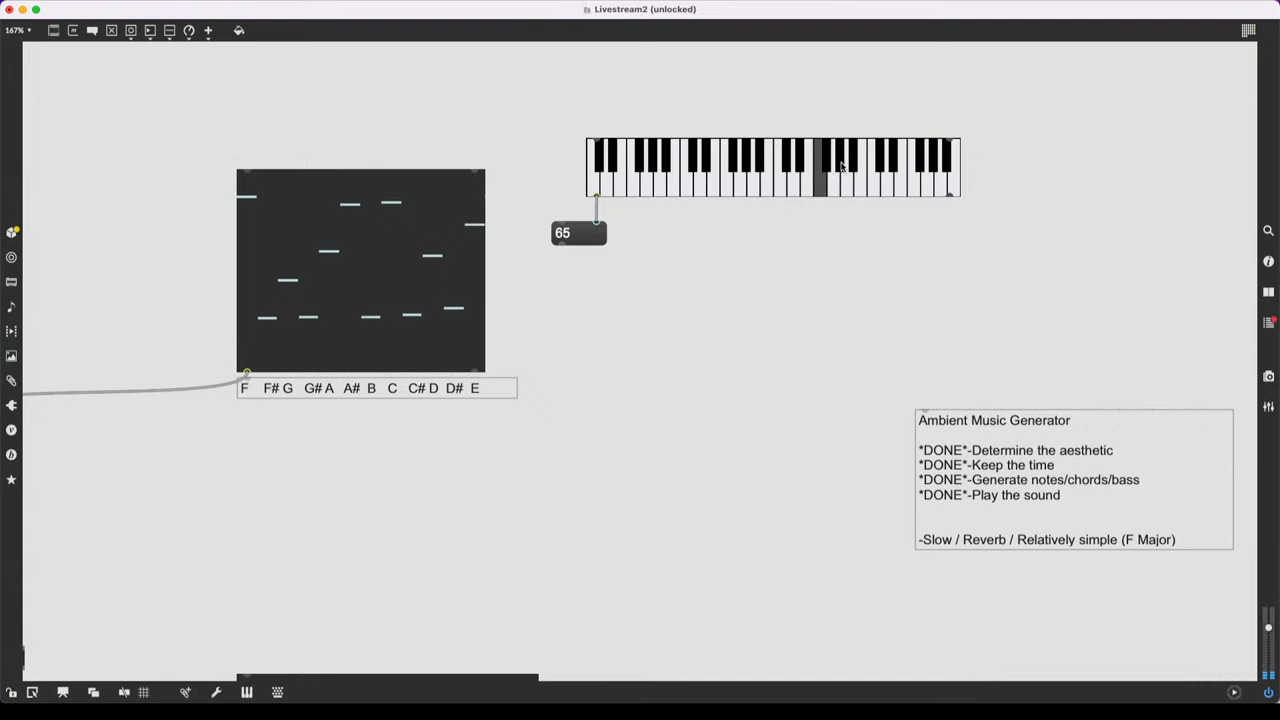 Livestream2 (unlocked)
167%
65
F F# G G# A A# B C C# D D# E
Ambient Music Generator
*DONE*-Determine the aesthetic
*DONE*-Keep the time
*DONE*-Generate notes/chords/bass
*DONE*-Play the sound
-Slow / Reverb / Relatively simple (F Major)